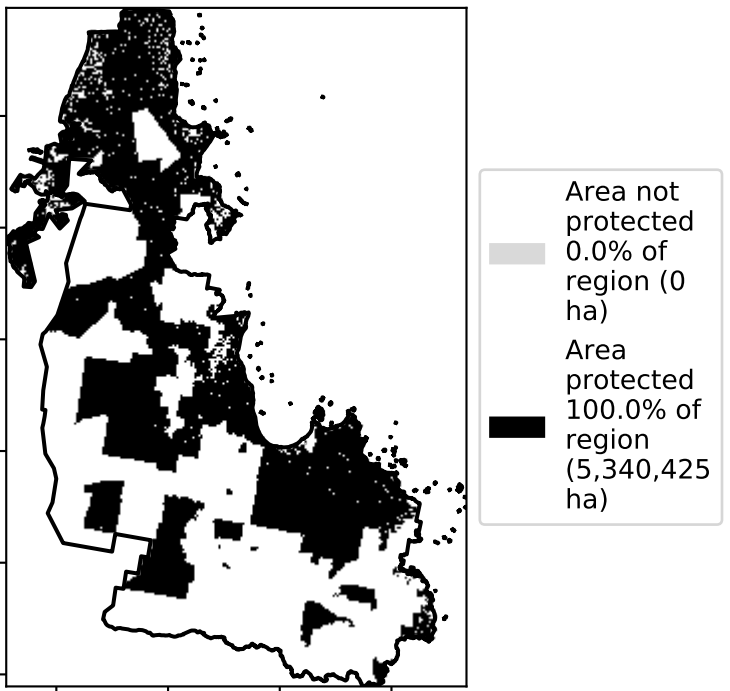 Area not
protected
0.0% of
region (0
ha)
Area
protected
100.0% of
region
(5,340,425
ha)